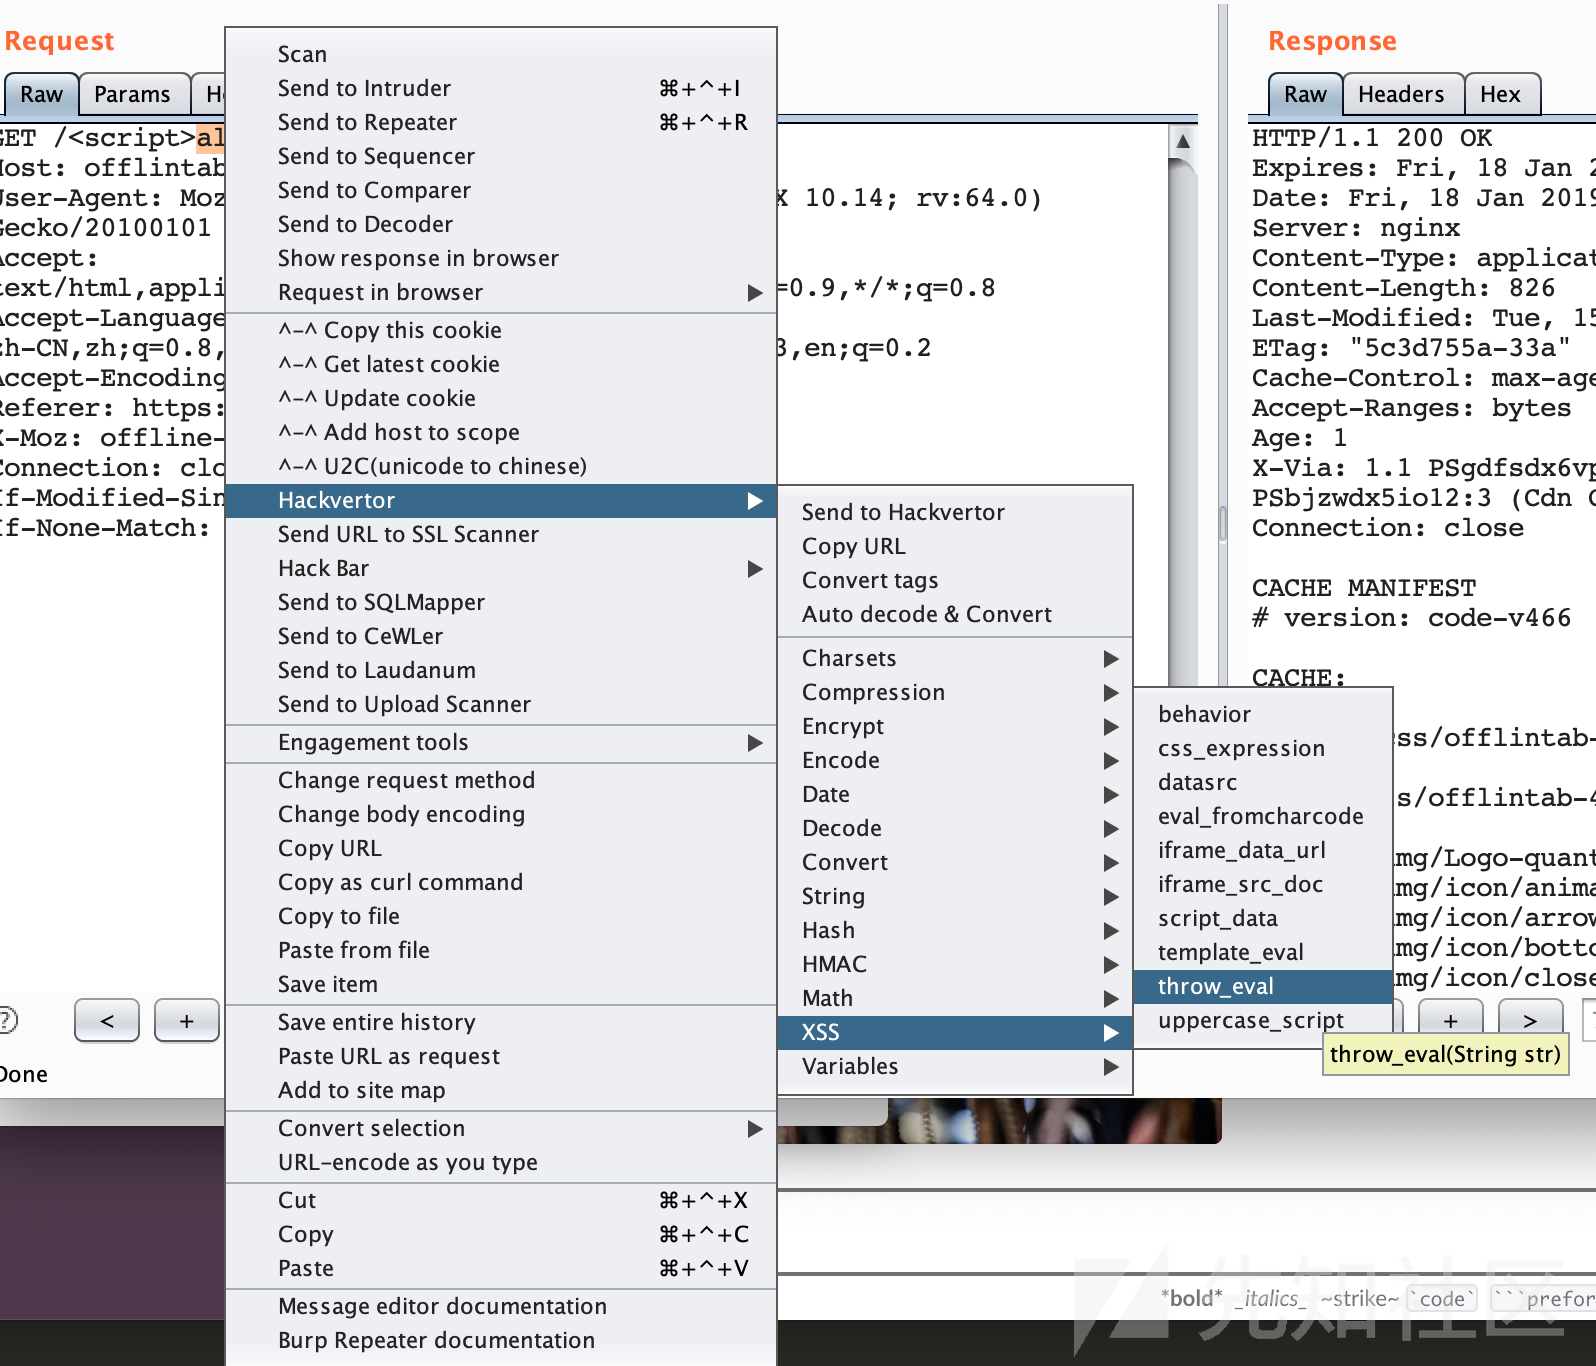 Request
Raw Params
GET /<script>al
User-Agent: Moz
X 10.14; rv:64.0)
Gecko/20100101
Accept:
text/html,appli
=0.9,*/*;q=0.8
Accept-Language
zh-CN,zh;q=0.8,
3,en;q=0.2
Accept-Encoding
Referer: https:
X-Moz: offline-
Connection: clo
If-Modified-Sin
If-None-Match:
< +
Done
Scan
Send to Intruder ⌘+^+I
Send to Repeater ⌘+^+R
Send to Sequencer
Send to Comparer
Send to Decoder
Show response in browser
Request in browser
^-^ Copy this cookie
^-^ Get latest cookie
^-^ Update cookie
^-^ Add host to scope
^-^ U2C(unicode to chinese)
Hackvertor
Send URL to SSL Scanner
Hack Bar
Send to SQLMapper
Send to CeWLer
Send to Laudanum
Send to Upload Scanner
Engagement tools
Change request method
Change body encoding
Copy URL
Copy as curl command
Copy to file
Paste from file
Save item
Save entire history
Paste URL as request
Add to site map
Convert selection
URL-encode as you type
Cut ⌘+^+X
Copy ⌘+^+C
Paste ⌘+^+V
Message editor documentation
Burp Repeater documentation
Send to Hackvertor
Copy URL
Convert tags
Auto decode & Convert
Charsets
Compression
Encrypt
Encode
Date
Decode
Convert
String
Hash
HMAC
Math
XSS
Variables
behavior
css_expression
datasrc
eval_fromcharcode
iframe_data_url
iframe_src_doc
script_data
template_eval
throw_eval
uppercase_script
throw_eval(String str)
Response
Raw Headers Hex
HTTP/1.1 200 OK
Expires: Fri, 18 Jan 2
Date: Fri, 18 Jan 2019
Server: nginx
Content-Type: applicat
Content-Length: 826
Last-Modified: Tue, 15
ETag: "5c3d755a-33a"
Cache-Control: max-age
Accept-Ranges: bytes
Age: 1
X-Via: 1.1 PSgdfsdx6vp
PSbjzwdx5io12:3 (Cdn C
Connection: close
CACHE MANIFEST
# version: code-v466
CACHE:
ss/offlintab-
s/offlintab-4
mg/Logo-quant
mg/icon/anima
mg/icon/arrow
mg/icon/botto
mg/icon/close
+ >
*bold* _italics_ ~strike~ `code` ```prefor
先知社区